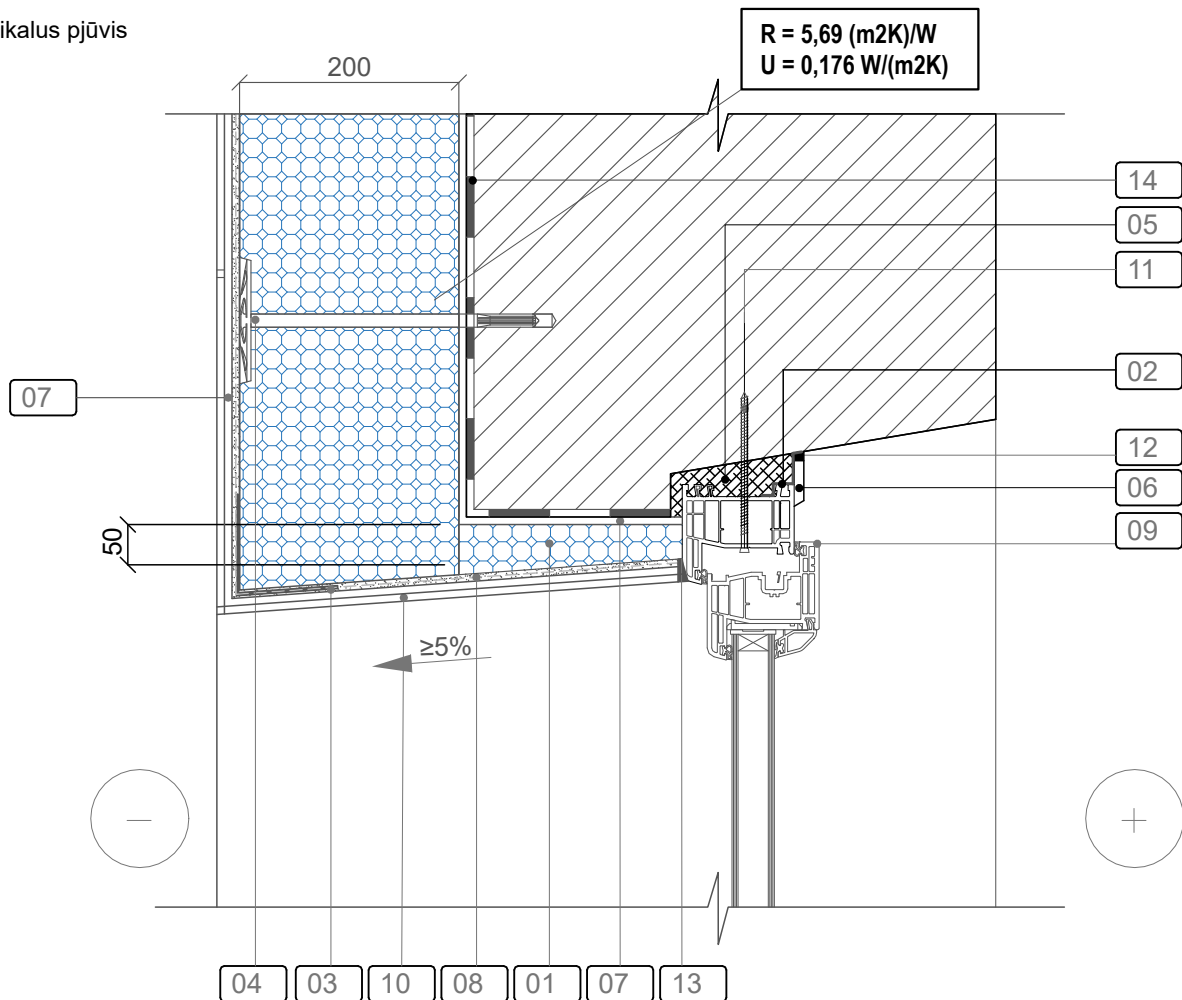 ikalus pjūvis
R = 5,69 (m2K)/W
U = 0,176 W/(m2K)
200
14
05
11
02
07
12
06
09
50
≥5%
04 03 10 08 01 07 13